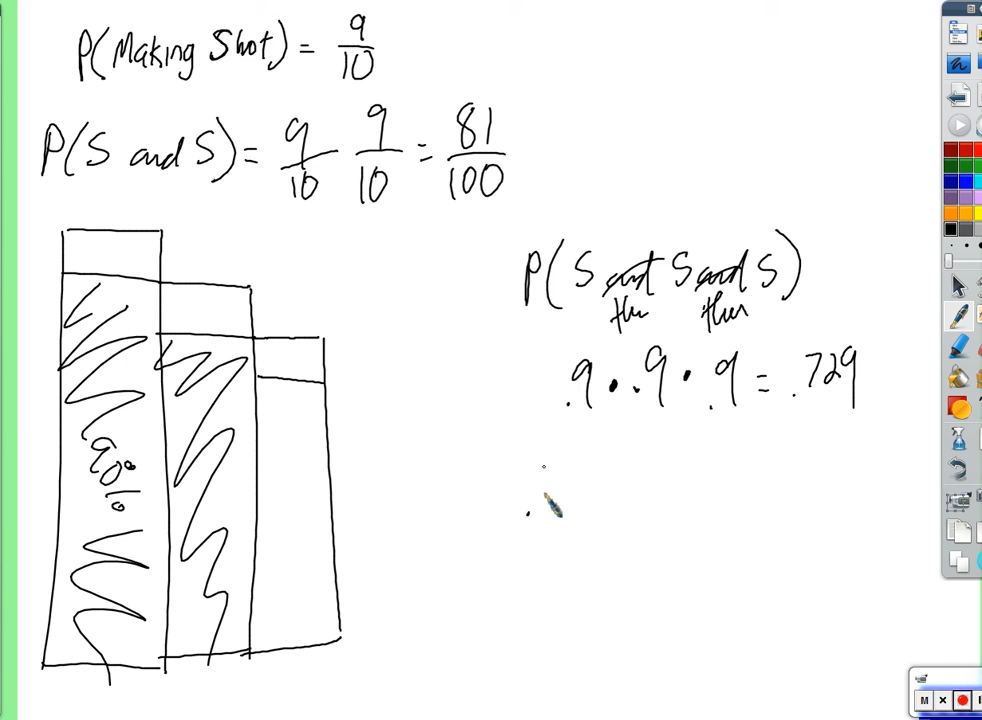 P(Making Shot) = 9/10
P(S and S) = 9/10 9/10 = 81/100
P(S and S and S)
then then
.9 • .9 • .9 = .729
90%
.
M